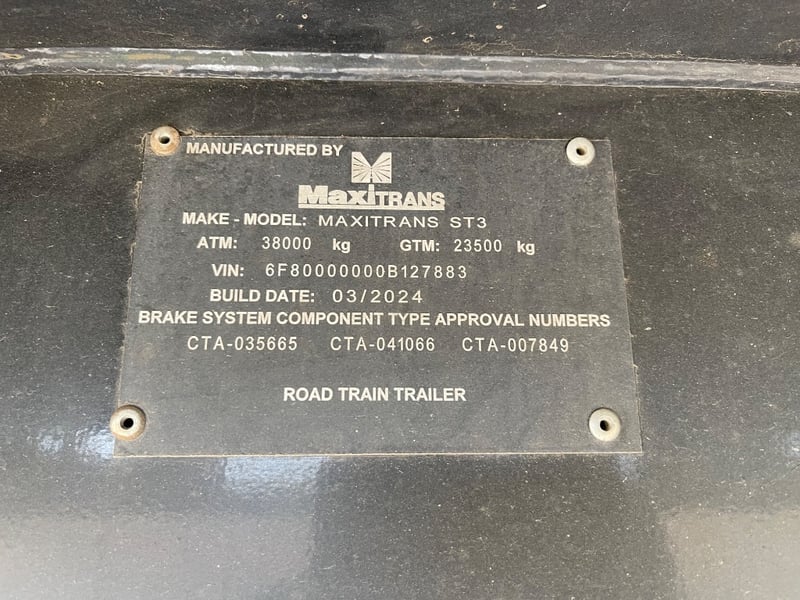 MANUFACTURED BY
MaxiTRANS
MAKE - MODEL: MAXITRANS ST3
ATM: 38000 kg GTM: 23500 kg
VIN: 6F80000000B127883
BUILD DATE: 03/2024
BRAKE SYSTEM COMPONENT TYPE APPROVAL NUMBERS
CTA-035665 CTA-041066 CTA-007849
ROAD TRAIN TRAILER